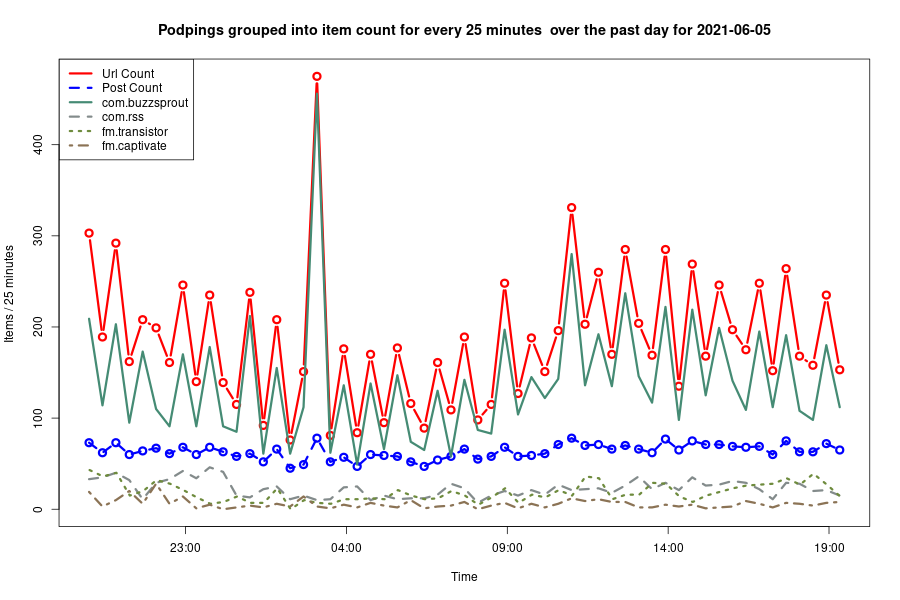 Podpings grouped into item count for every 25 minutes  over the past day for 2021-06-05
Url Count
Post Count
com.buzzsprout
com.rss
fm.transistor
fm.captivate
Items / 25 minutes
400
300
200
100
0
23:00 04:00 09:00 14:00 19:00
Time